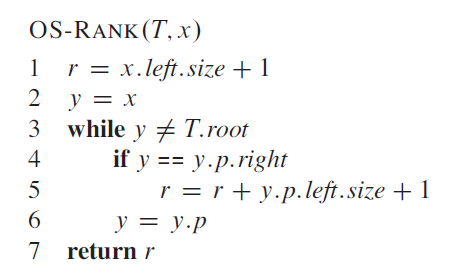 OS-RANK(T, x)
1 r = x.left.size + 1
2 y = x
3 while y ≠ T.root
4 if y == y.p.right
5 r = r + y.p.left.size + 1
6 y = y.p
7 return r